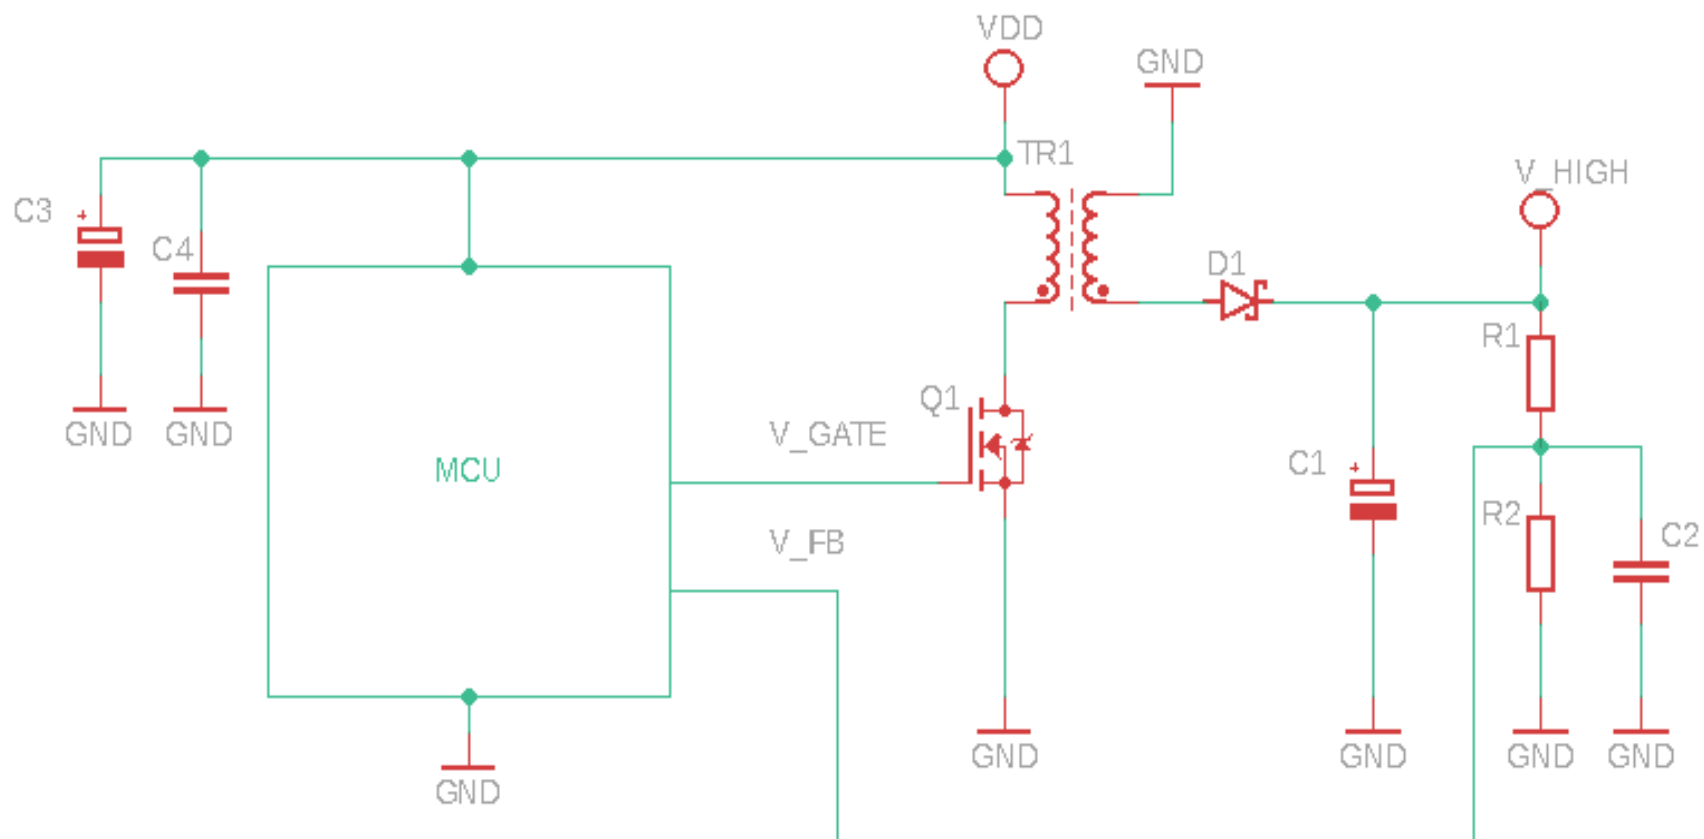 VDD
GND
TR1
V_HIGH
C3
C4
D1
R1
Q1
GND
GND
V_GATE
MCU
C1
R2
V_FB
C2
GND
GND
GND
GND
GND